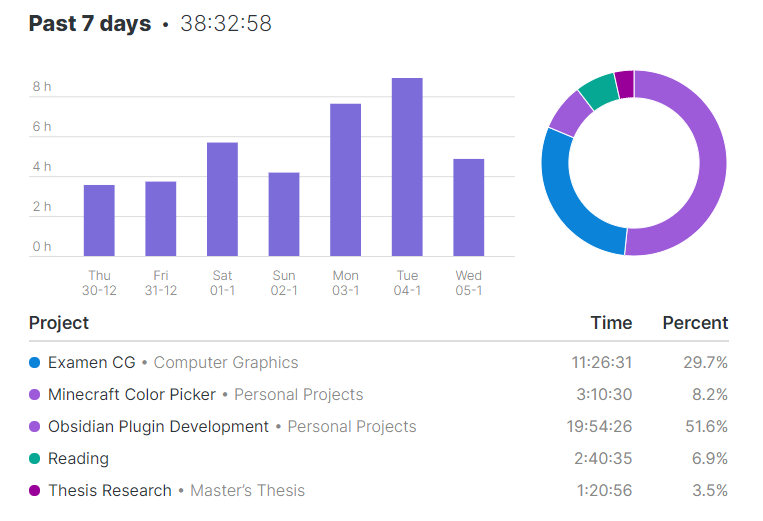 Past 7 days • 38:32:58
8 h
6 h
4 h
2 h
0 h
Thu Fri Sat Sun Mon Tue Wed
30-12 31-12 01-1 02-1 03-1 04-1 05-1
Project Time Percent
Examen CG • Computer Graphics 11:26:31 29.7%
Minecraft Color Picker • Personal Projects 3:10:30 8.2%
Obsidian Plugin Development • Personal Projects 19:54:26 51.6%
Reading 2:40:35 6.9%
Thesis Research • Master's Thesis 1:20:56 3.5%